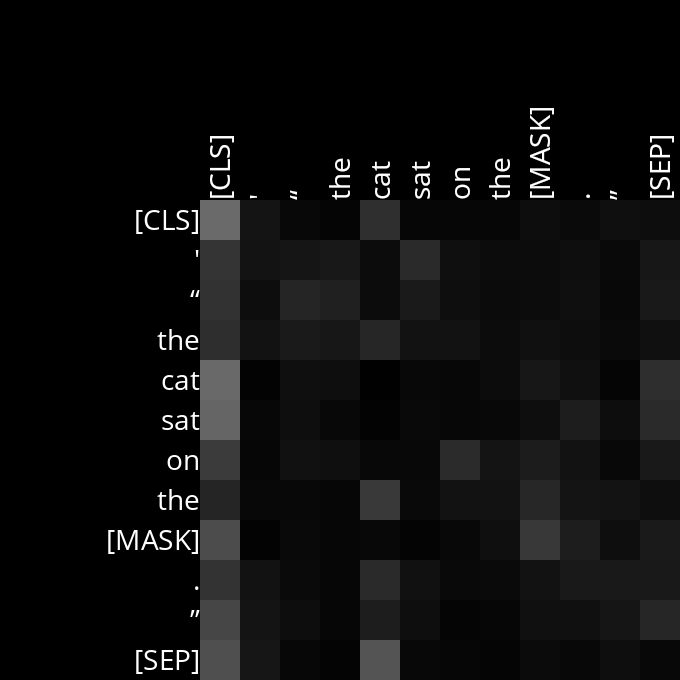 [CLS] ' “ the cat sat on the [MASK] . ” [SEP]
[CLS]
'
“
the
cat
sat
on
the
[MASK]
.
”
[SEP]